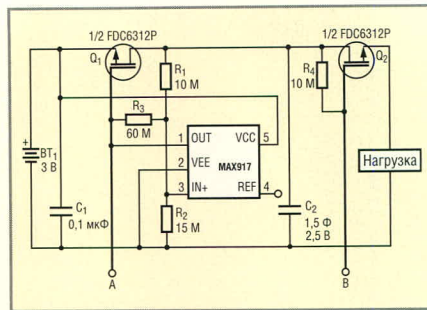 1/2 FDC6312P
1/2 FDC6312P
Q1
Q2
R1
10 М
R4
10 М
R3
60 М
BT1
3 В
+
1
OUT
VCC
5
2
VEE
MAX917
3
IN+
REF
4
Нагрузка
C1
0,1 мкФ
R2
15 М
C2
1,5 Ф
2,5 В
A
B